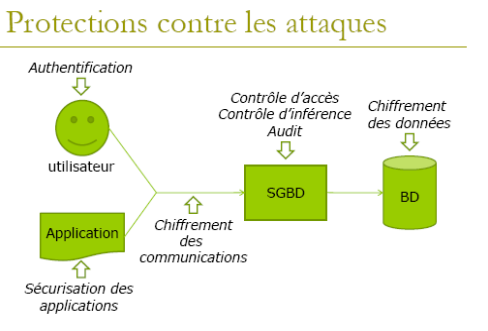 Protections contre les attaques
Authentification
utilisateur
Application
Sécurisation des
applications
Chiffrement
des
communications
Contrôle d'accès
Contrôle d'inférence
Audit
SGBD
Chiffrement
des données
BD